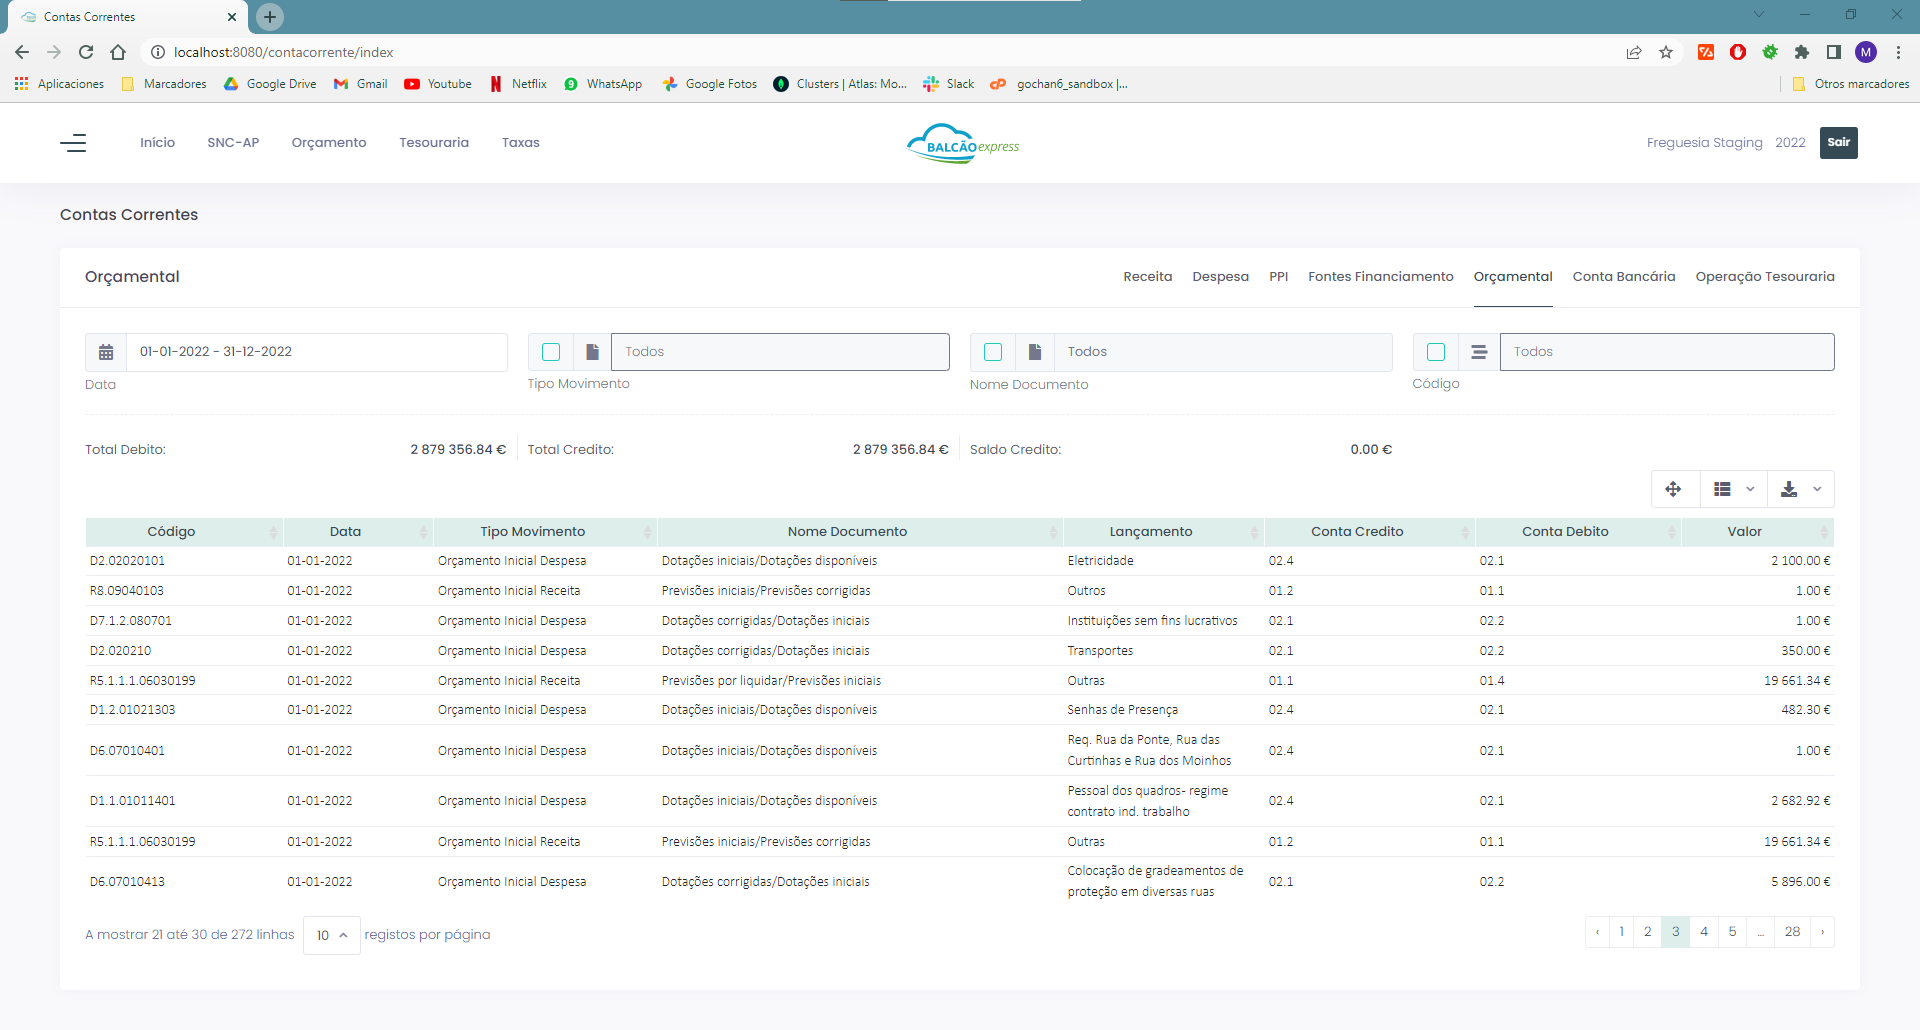 Contas Correntes
localhost:8080/contacorrente/index
M
Aplicaciones Marcadores Google Drive Gmail Youtube Netflix WhatsApp Google Fotos Clusters | Atlas: Mo... Slack gochan6_sandbox |... Otros marcadores
Início SNC-AP Orçamento Tesouraria Taxas BALCÃO express Freguesia Staging 2022 Sair
Contas Correntes
Orçamental Receita Despesa PPI Fontes Financiamento Orçamental Conta Bancária Operação Tesouraria
01-01-2022 - 31-12-2022 Todos Todos Todos
Data Tipo Movimento Nome Documento Código
Total Debito: 2 879 356.84 € Total Credito: 2 879 356.84 € Saldo Credito: 0.00 €
Código Data Tipo Movimento Nome Documento Lançamento Conta Credito Conta Debito Valor
D2.02020101 01-01-2022 Orçamento Inicial Despesa Dotações iniciais/Dotações disponíveis Eletricidade 02.4 02.1 2 100.00 €
R8.09040103 01-01-2022 Orçamento Inicial Receita Previsões iniciais/Previsões corrigidas Outros 01.2 01.1 1.00 €
D7.1.2.080701 01-01-2022 Orçamento Inicial Despesa Dotações corrigidas/Dotações iniciais Instituições sem fins lucrativos 02.1 02.2 1.00 €
D2.020210 01-01-2022 Orçamento Inicial Despesa Dotações corrigidas/Dotações iniciais Transportes 02.1 02.2 350.00 €
R5.1.1.1.06030199 01-01-2022 Orçamento Inicial Receita Previsões por liquidar/Previsões iniciais Outras 01.1 01.4 19 661.34 €
D1.2.01021303 01-01-2022 Orçamento Inicial Despesa Dotações iniciais/Dotações disponíveis Senhas de Presença 02.4 02.1 482.30 €
D6.07010401 01-01-2022 Orçamento Inicial Despesa Dotações iniciais/Dotações disponíveis Req. Rua da Ponte, Rua das Curtinhas e Rua dos Moinhos 02.4 02.1 1.00 €
D1.1.01011401 01-01-2022 Orçamento Inicial Despesa Dotações iniciais/Dotações disponíveis Pessoal dos quadros- regime contrato ind. trabalho 02.4 02.1 2 682.92 €
R5.1.1.1.06030199 01-01-2022 Orçamento Inicial Receita Previsões iniciais/Previsões corrigidas Outras 01.2 01.1 19 661.34 €
D6.07010413 01-01-2022 Orçamento Inicial Despesa Dotações corrigidas/Dotações iniciais Colocação de gradeamentos de proteção em diversas ruas 02.1 02.2 5 896.00 €
A mostrar 21 até 30 de 272 linhas 10 registos por página ‹ 1 2 3 4 5 ... 28 ›